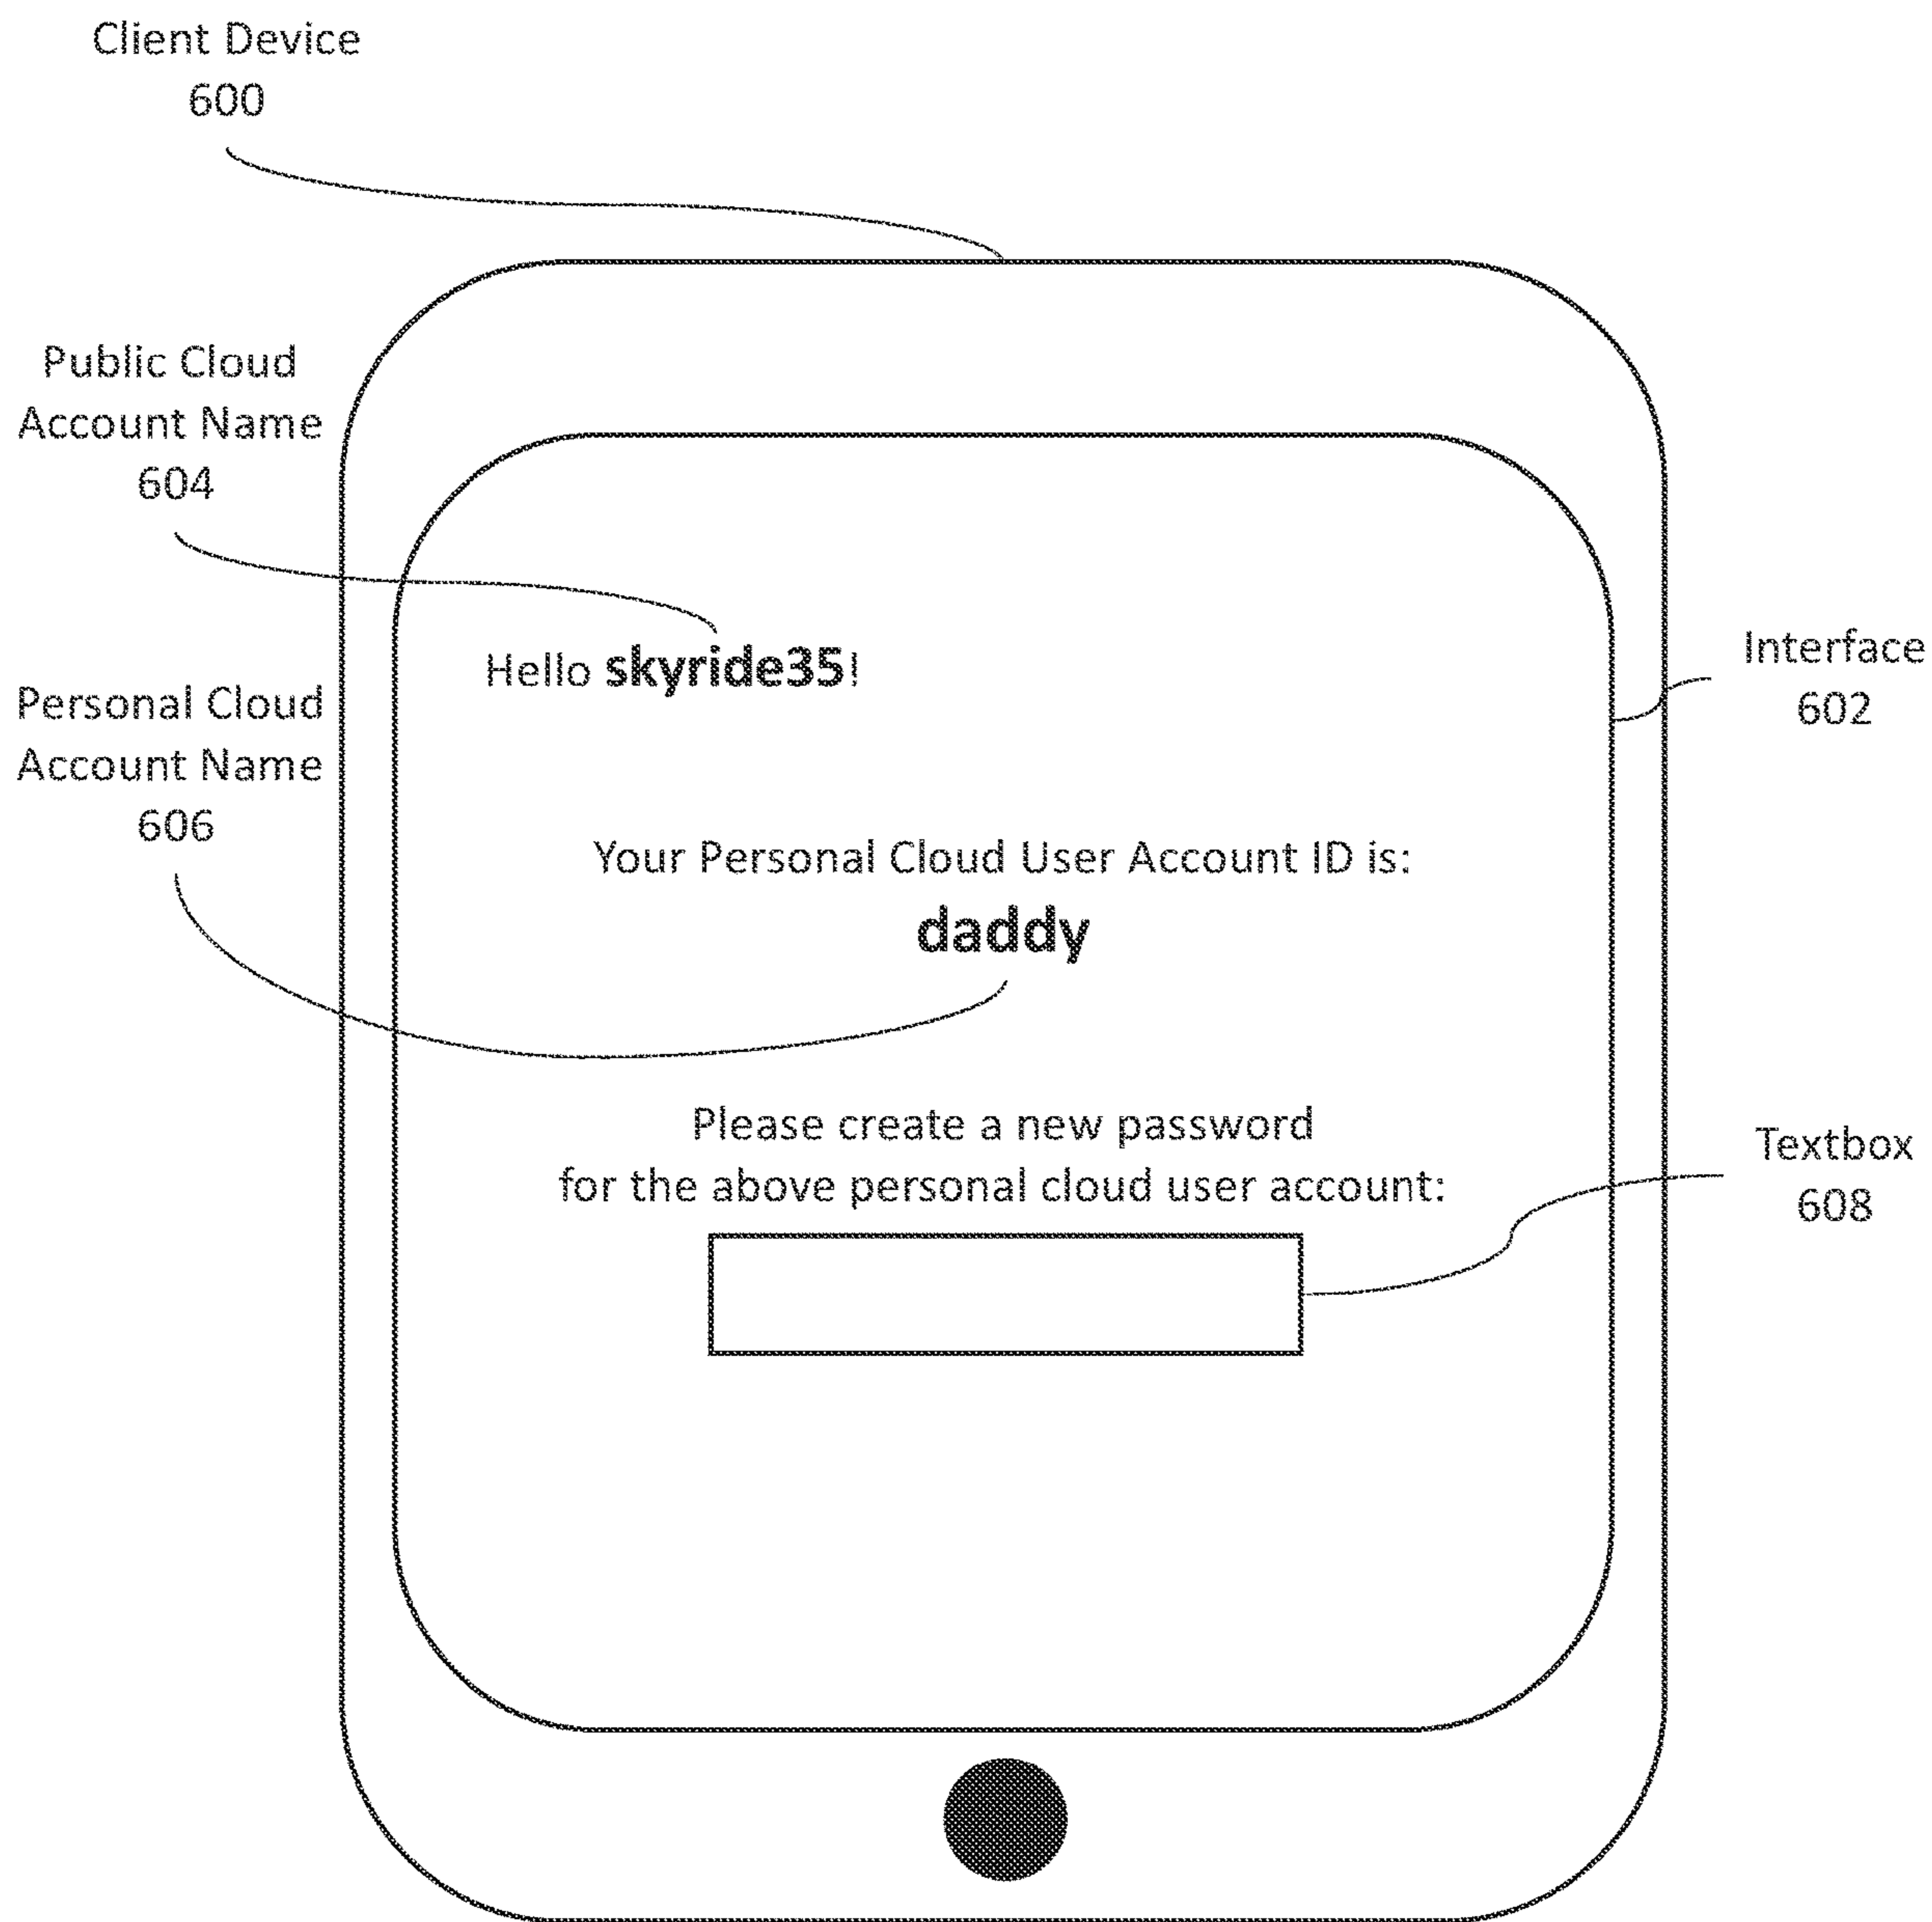 Client Device
600
Public Cloud
Account Name
604
Hello skyride35!
Interface
602
Personal Cloud
Account Name
606
Your Personal Cloud User Account ID is:
daddy
Please create a new password
for the above personal cloud user account:
Textbox
608